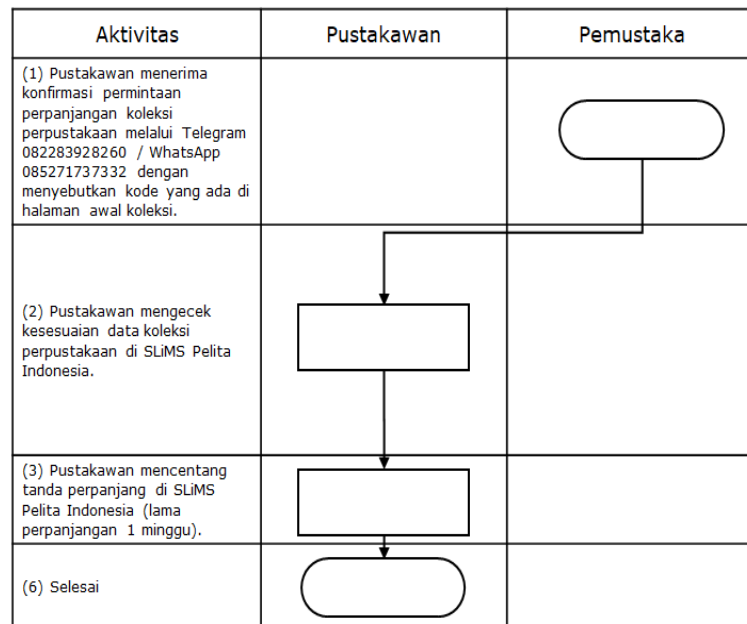 Aktivitas Pustakawan Pemustaka
(1) Pustakawan menerima
konfirmasi permintaan
perpanjangan koleksi
perpustakaan melalui Telegram
082283928260 / WhatsApp
085271737332 dengan
menyebutkan kode yang ada di
halaman awal koleksi.
(2) Pustakawan mengecek
kesesuaian data koleksi
perpustakaan di SLiMS Pelita
Indonesia.
(3) Pustakawan mencentang
tanda perpanjang di SLiMS
Pelita Indonesia (lama
perpanjangan 1 minggu).
(6) Selesai